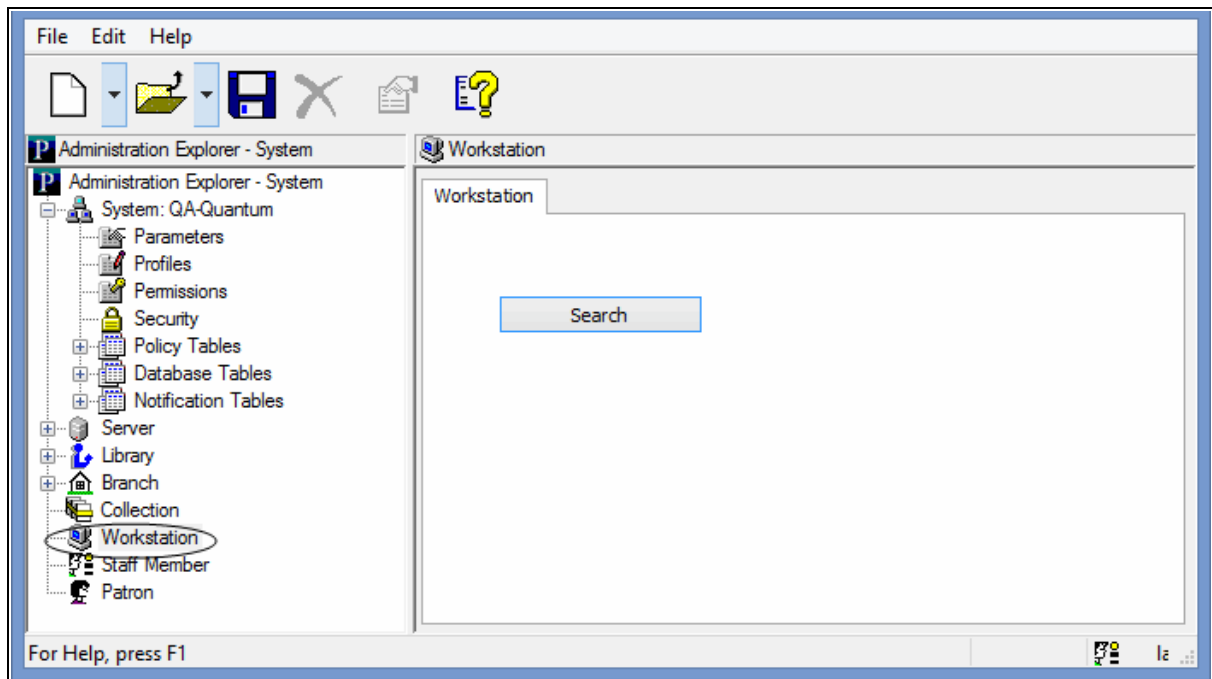 File Edit Help
Administration Explorer - System
Workstation
Administration Explorer - System
System: QA-Quantum
Parameters
Profiles
Permissions
Security
Policy Tables
Database Tables
Notification Tables
Server
Library
Branch
Collection
Workstation
Staff Member
Patron
Workstation
Search
For Help, press F1